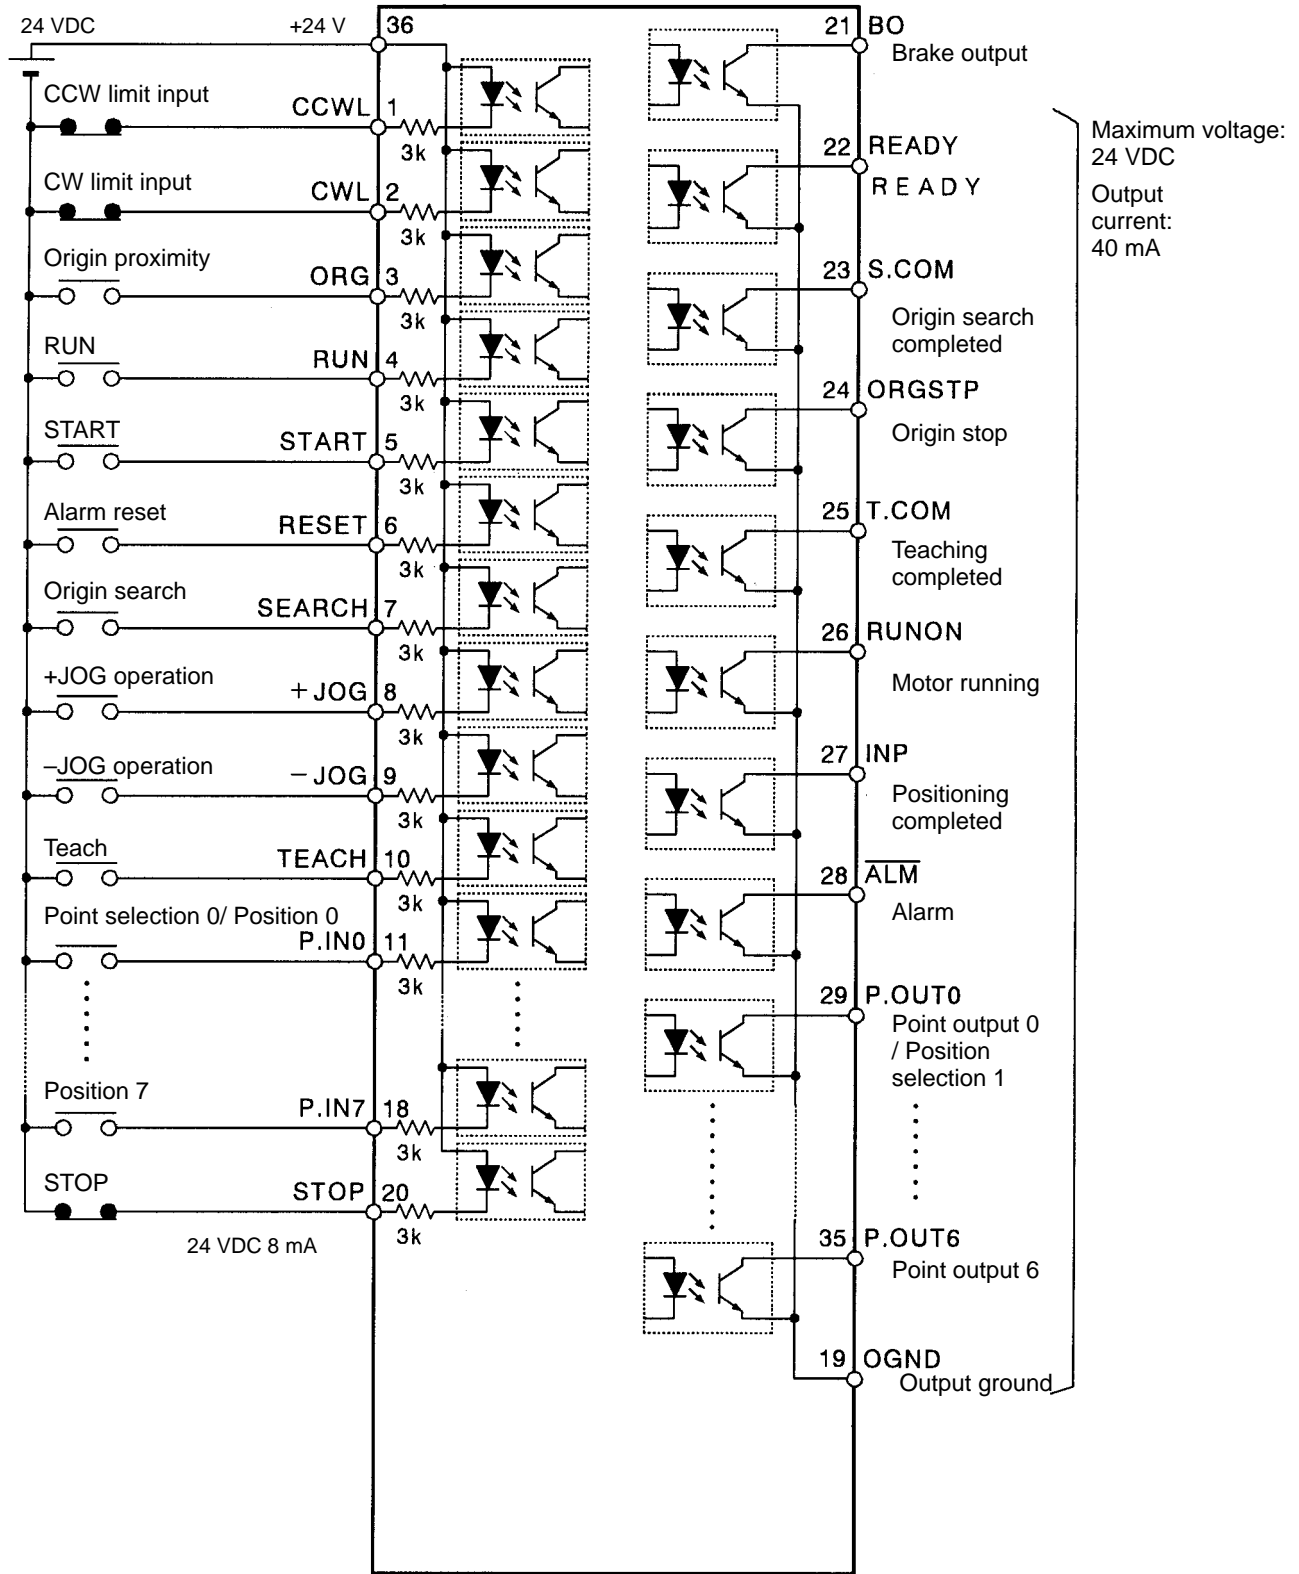 24 VDC
+24 V
36
CCW limit input
CCWL 1
3k
CW limit input
CWL 2
3k
Origin proximity
ORG 3
3k
RUN
RUN 4
3k
START
START 5
3k
Alarm reset
RESET 6
3k
Origin search
SEARCH 7
3k
+JOG operation
+JOG 8
3k
–JOG operation
–JOG 9
3k
Teach
TEACH 10
3k
Point selection 0/ Position 0
P.IN0 11
3k
Position 7
P.IN7 18
3k
STOP
STOP 20
3k
24 VDC 8 mA
21 BO
Brake output
22 READY
READY
23 S.COM
Origin search
completed
24 ORGSTP
Origin stop
25 T.COM
Teaching
completed
26 RUNON
Motor running
27 INP
Positioning
completed
28 ALM
Alarm
29 P.OUT0
Point output 0
/ Position
selection 1
35 P.OUT6
Point output 6
19 OGND
Output ground
Maximum voltage:
24 VDC
Output
current:
40 mA